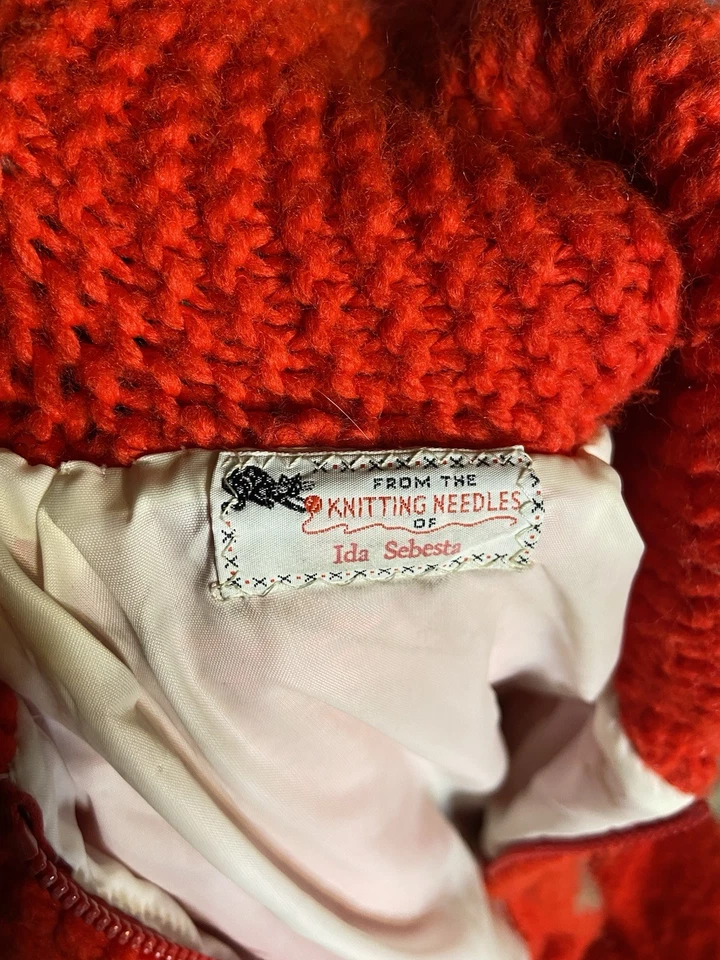 FROM THE
KNITTING NEEDLES
OF
Ida Sebesta